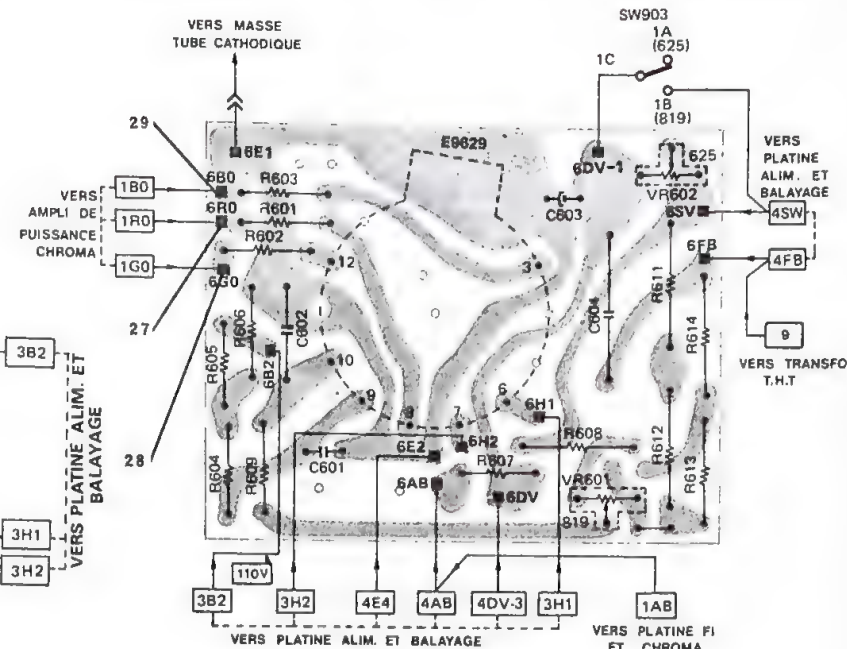 VERS MASSE
TUBE CATHODIQUE
SW903
1A
(625)
1C
1B
(819)
29
6E1
E9629
6DV-1
625
VERS
PLATINE
ALIM. ET
BALAYAGE
6B0
R603
VR602
1B0
VERS
AMPLI DE
PUISSANCE
CHROMA
1R0
6R0
R601
C603
6SV
4SW
R602
1G0
6G0
12
3
6FB
4FB
27
R605
R606
6B2
C602
C604
R611
R614
9
VERS TRANSFO
T.H.T
3B2
10
9
8
7
6
6H1
28
6E2
6H2
R608
R604
R609
C601
R607
R612
R613
6AB
6DV
VR601
819
VERS PLATINE ALIM. ET
BALAYAGE
3H1
3H2
110V
3B2
3H2
4E4
4AB
4DV-3
3H1
1AB
VERS PLATINE ALIM. ET BALAYAGE
VERS PLATINE FI
ET CHROMA